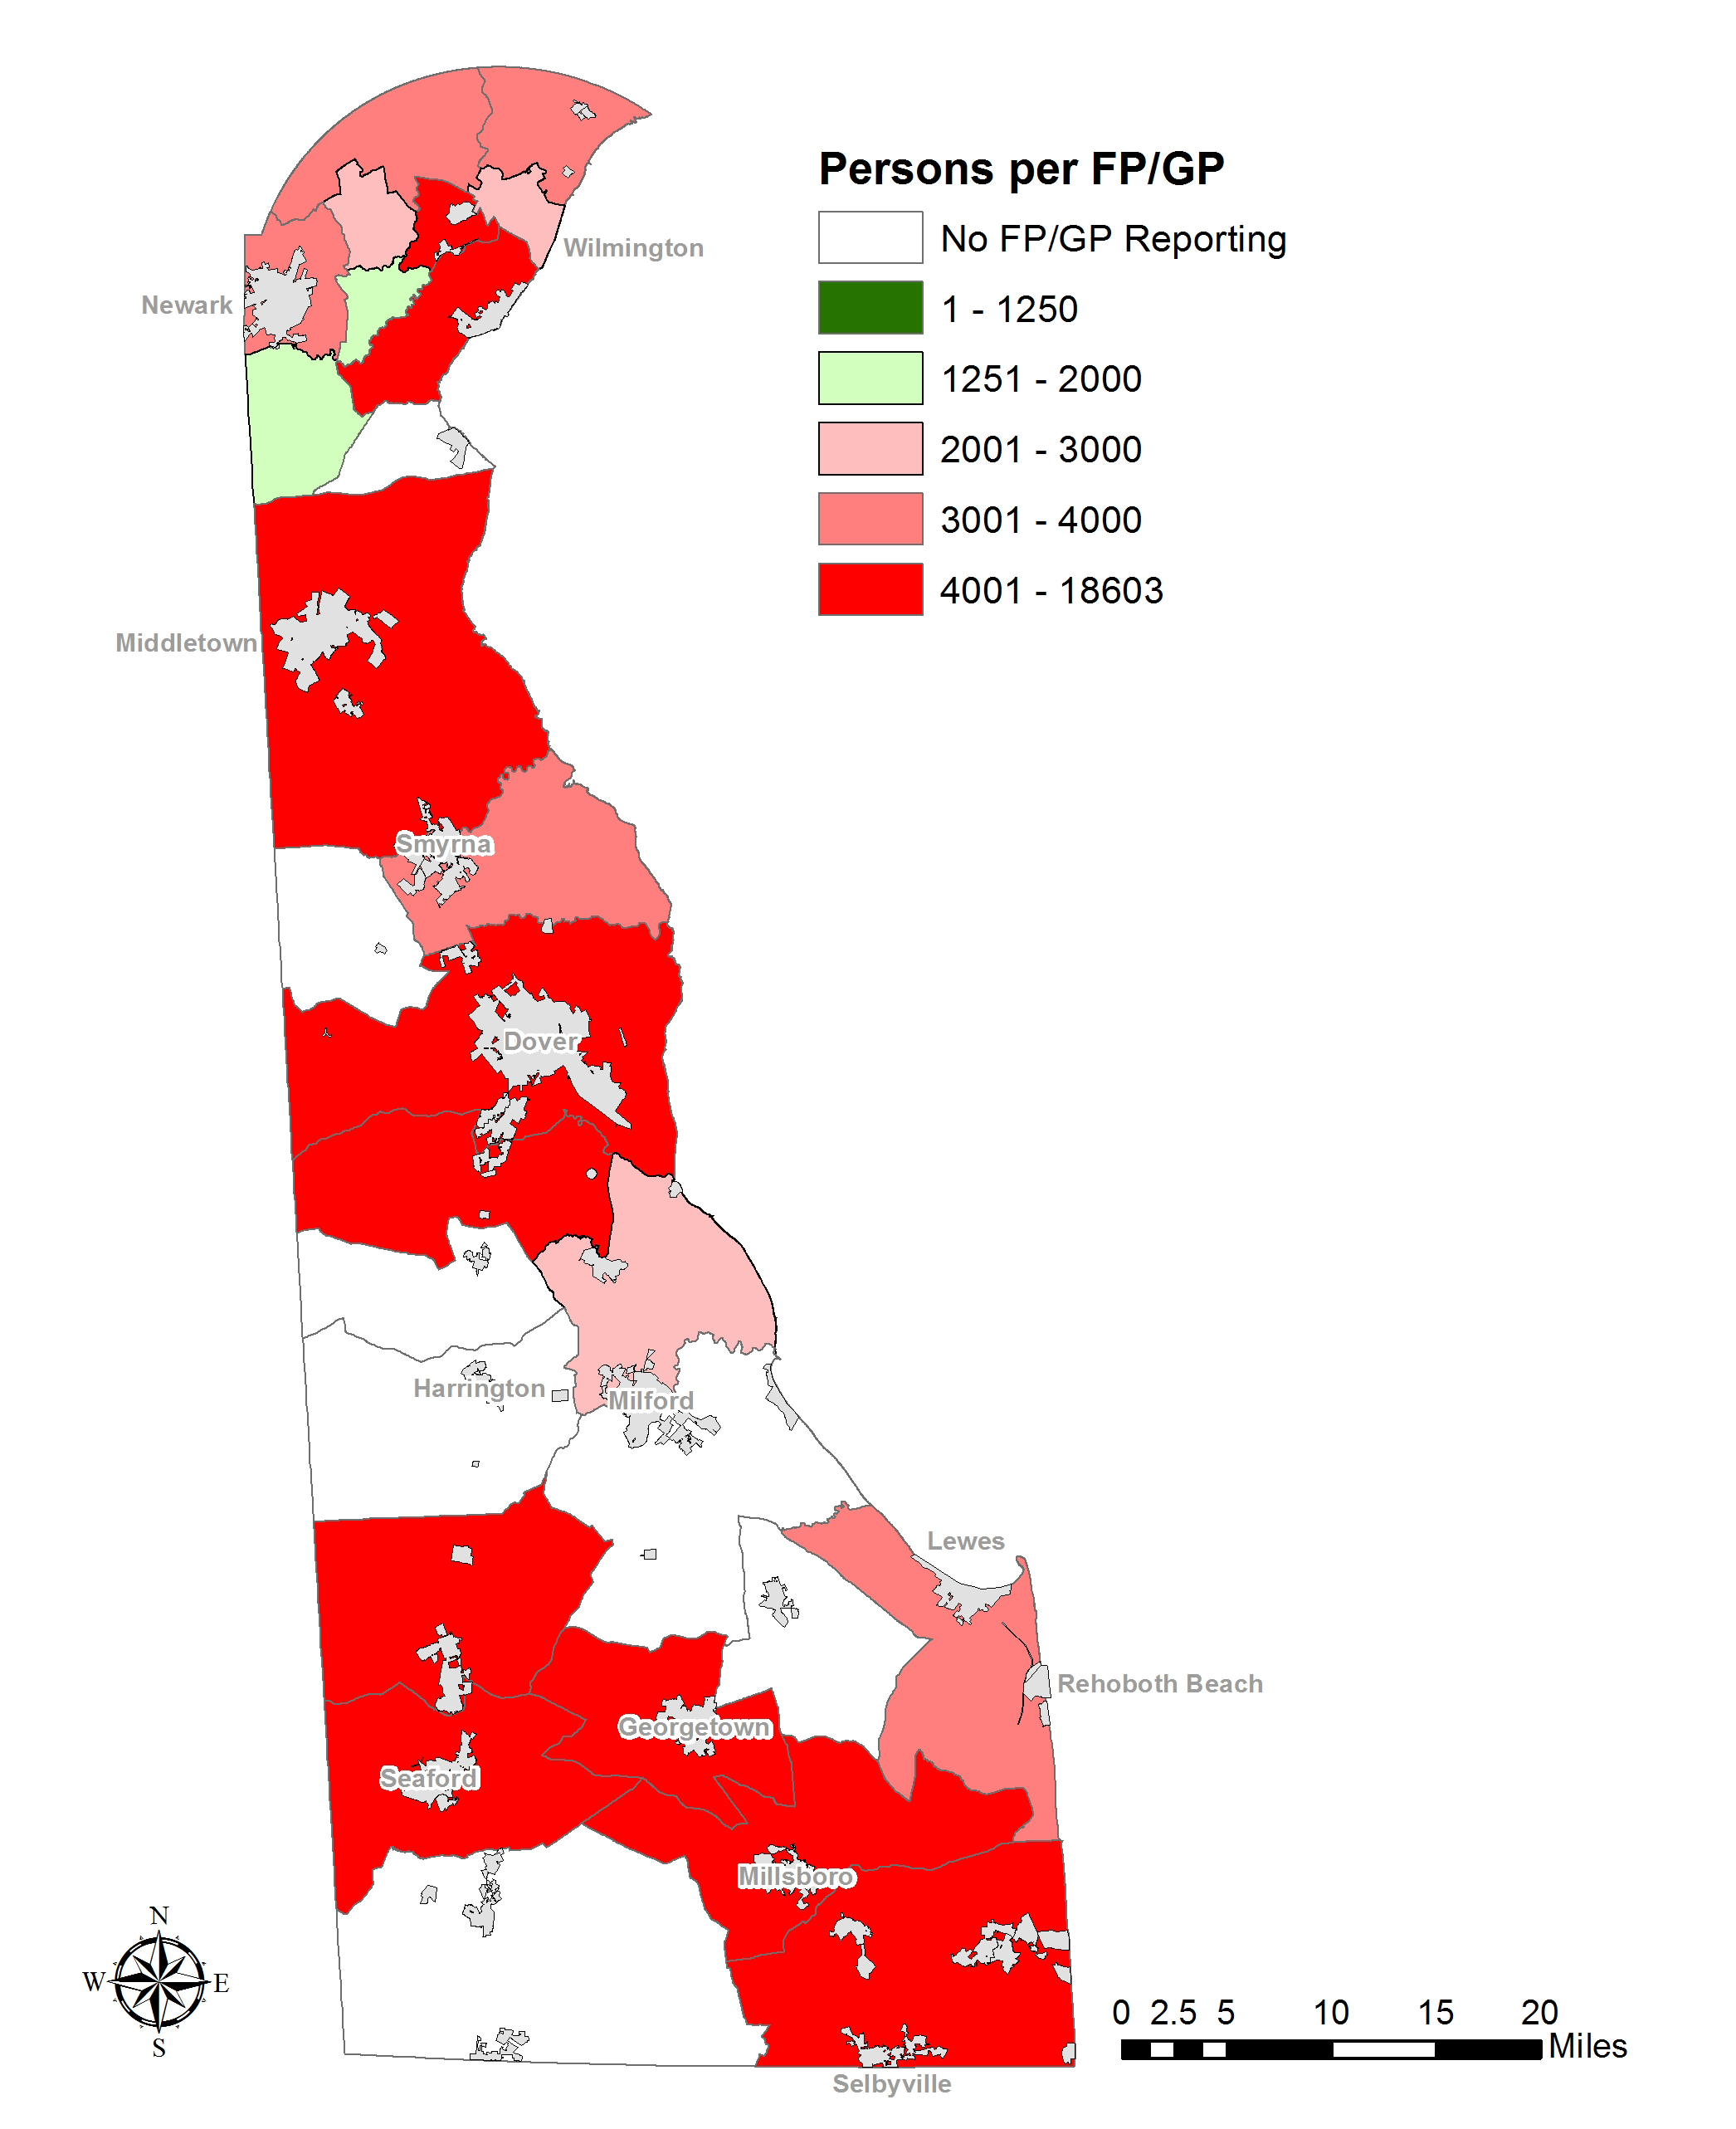 Persons per FP/GP
No FP/GP Reporting
1 - 1250
1251 - 2000
2001 - 3000
3001 - 4000
4001 - 18603
Wilmington
Newark
Middletown
Smyrna
Dover
Harrington
Milford
Lewes
Rehoboth Beach
Georgetown
Seaford
Millsboro
Selbyville
N
W E
S
0 2.5 5 10 15 20
Miles